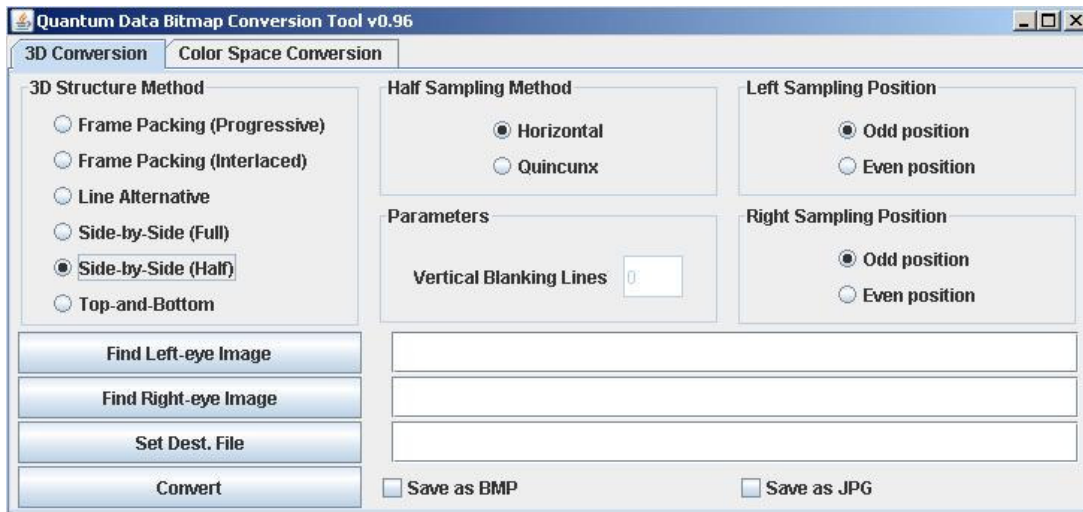 Quantum Data Bitmap Conversion Tool v0.96
3D Conversion
Color Space Conversion
3D Structure Method
Frame Packing (Progressive)
Frame Packing (Interlaced)
Line Alternative
Side-by-Side (Full)
Side-by-Side (Half)
Top-and-Bottom
Half Sampling Method
Horizontal
Quincunx
Parameters
Vertical Blanking Lines 0
Left Sampling Position
Odd position
Even position
Right Sampling Position
Odd position
Even position
Find Left-eye Image
Find Right-eye Image
Set Dest. File
Convert
Save as BMP
Save as JPG